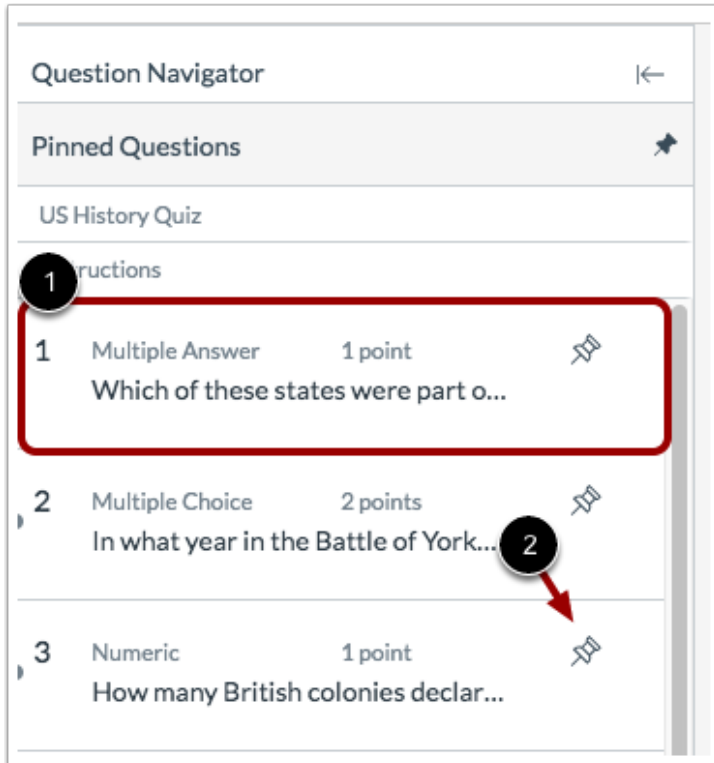 Question Navigator
Pinned Questions
US History Quiz
1
1 Multiple Answer 1 point
Which of these states were part o...
2 Multiple Choice 2 points
In what year in the Battle of York...
2
3 Numeric 1 point
How many British colonies declar...